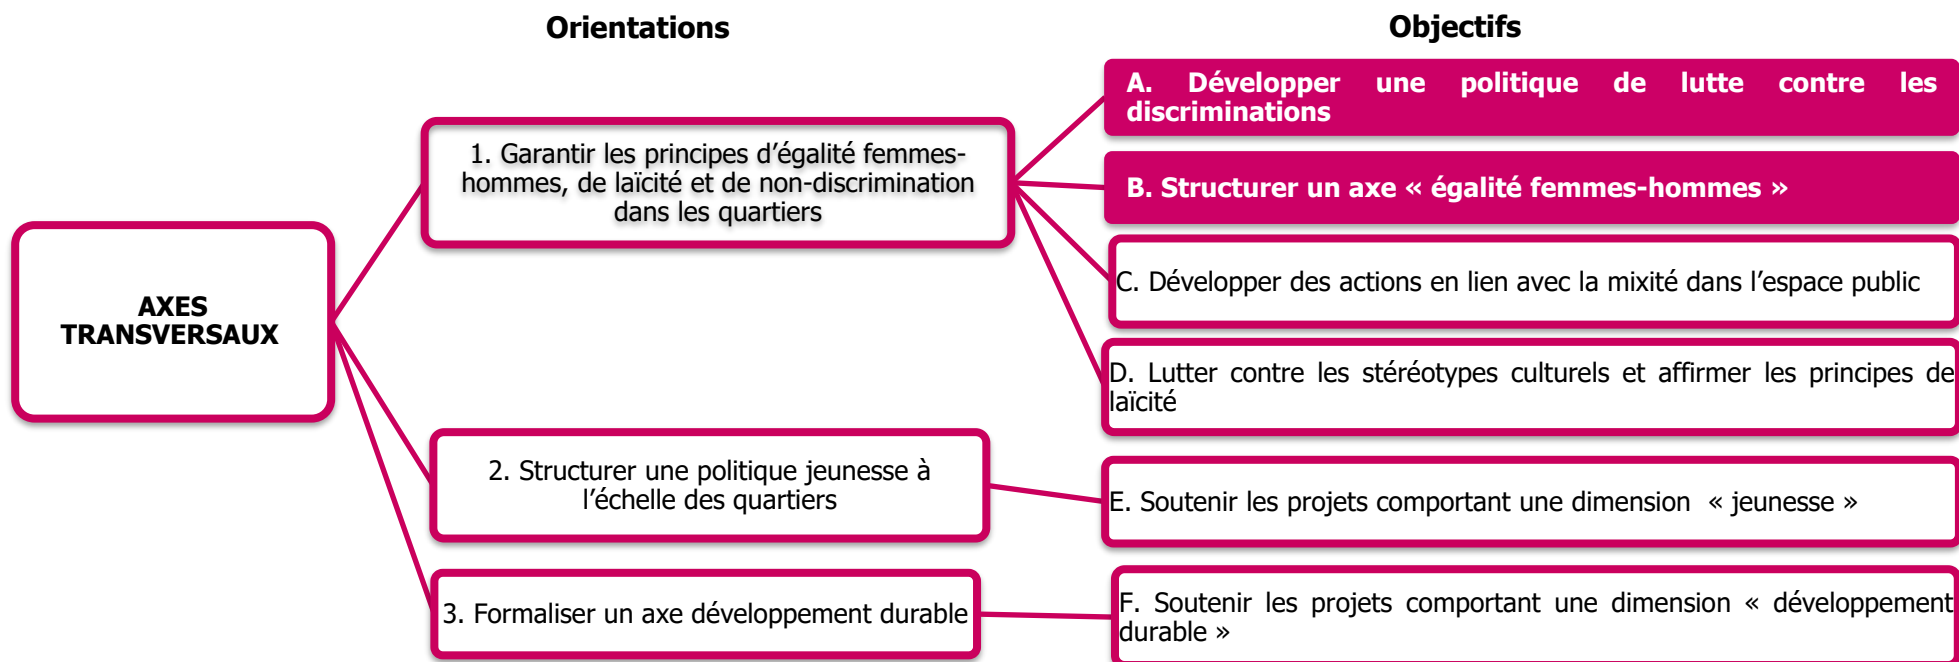 Orientations
Objectifs
AXES
TRANSVERSAUX
1. Garantir les principes d’égalité femmes-
hommes, de laïcité et de non-discrimination
dans les quartiers
A. Développer une politique de lutte contre les
discriminations
B. Structurer un axe « égalité femmes-hommes »
C. Développer des actions en lien avec la mixité dans l’espace public
D. Lutter contre les stéréotypes culturels et affirmer les principes de
laïcité
2. Structurer une politique jeunesse à
l’échelle des quartiers
E. Soutenir les projets comportant une dimension « jeunesse »
3. Formaliser un axe développement durable
F. Soutenir les projets comportant une dimension « développement
durable »